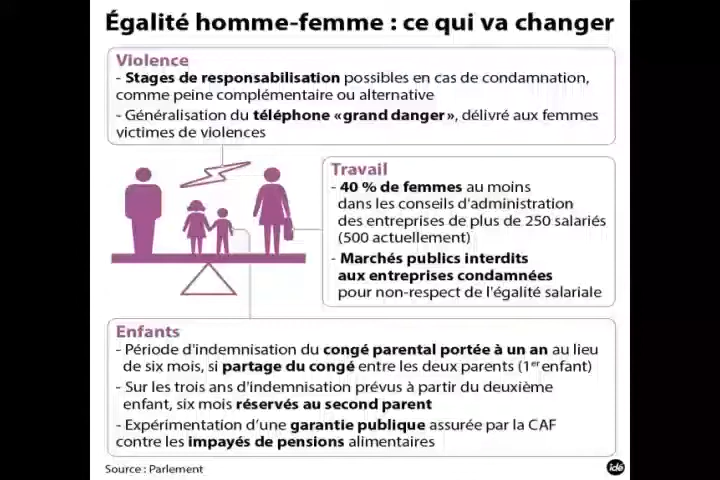 Égalité homme-femme : ce qui va changer
Violence
- Stages de responsabilisation possibles en cas de condamnation,
comme peine complémentaire ou alternative
- Généralisation du téléphone «grand danger», délivré aux femmes
victimes de violences
Travail
- 40 % de femmes au moins
dans les conseils d'administration
des entreprises de plus de 250 salariés
(500 actuellement)
- Marchés publics interdits
aux entreprises condamnées
pour non-respect de l'égalité salariale
Enfants
- Période d'indemnisation du congé parental portée à un an au lieu
de six mois, si partage du congé entre les deux parents (1er enfant)
- Sur les trois ans d'indemnisation prévus à partir du deuxième
enfant, six mois réservés au second parent
- Expérimentation d'une garantie publique assurée par la CAF
contre les impayés de pensions alimentaires
Source : Parlement
idé